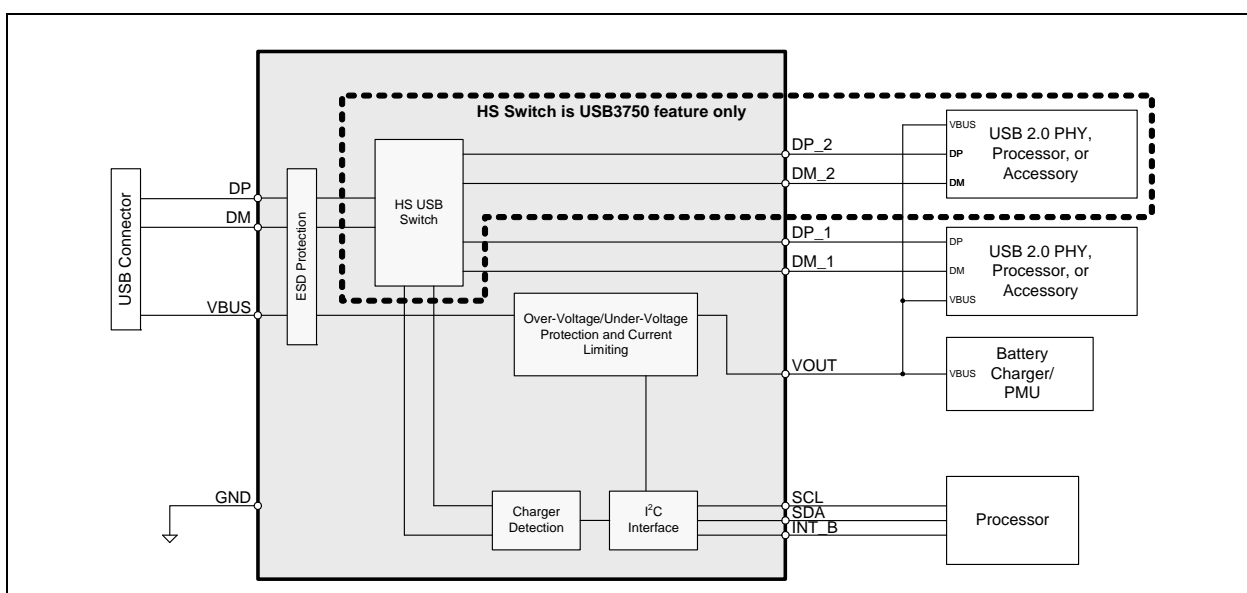 HS Switch is USB3750 feature only
USB Connector
DP
DM
VBUS
GND
ESD Protection
HS USB
Switch
Over-Voltage/Under-Voltage
Protection and Current
Limiting
Charger
Detection
I²C
Interface
DP_2
DM_2
DP_1
DM_1
VOUT
SCL
SDA
INT_B
VBUS
DP
DM
USB 2.0 PHY,
Processor, or
Accessory
DP
DM
VBUS
USB 2.0 PHY,
Processor, or
Accessory
VBUS
Battery
Charger/
PMU
Processor